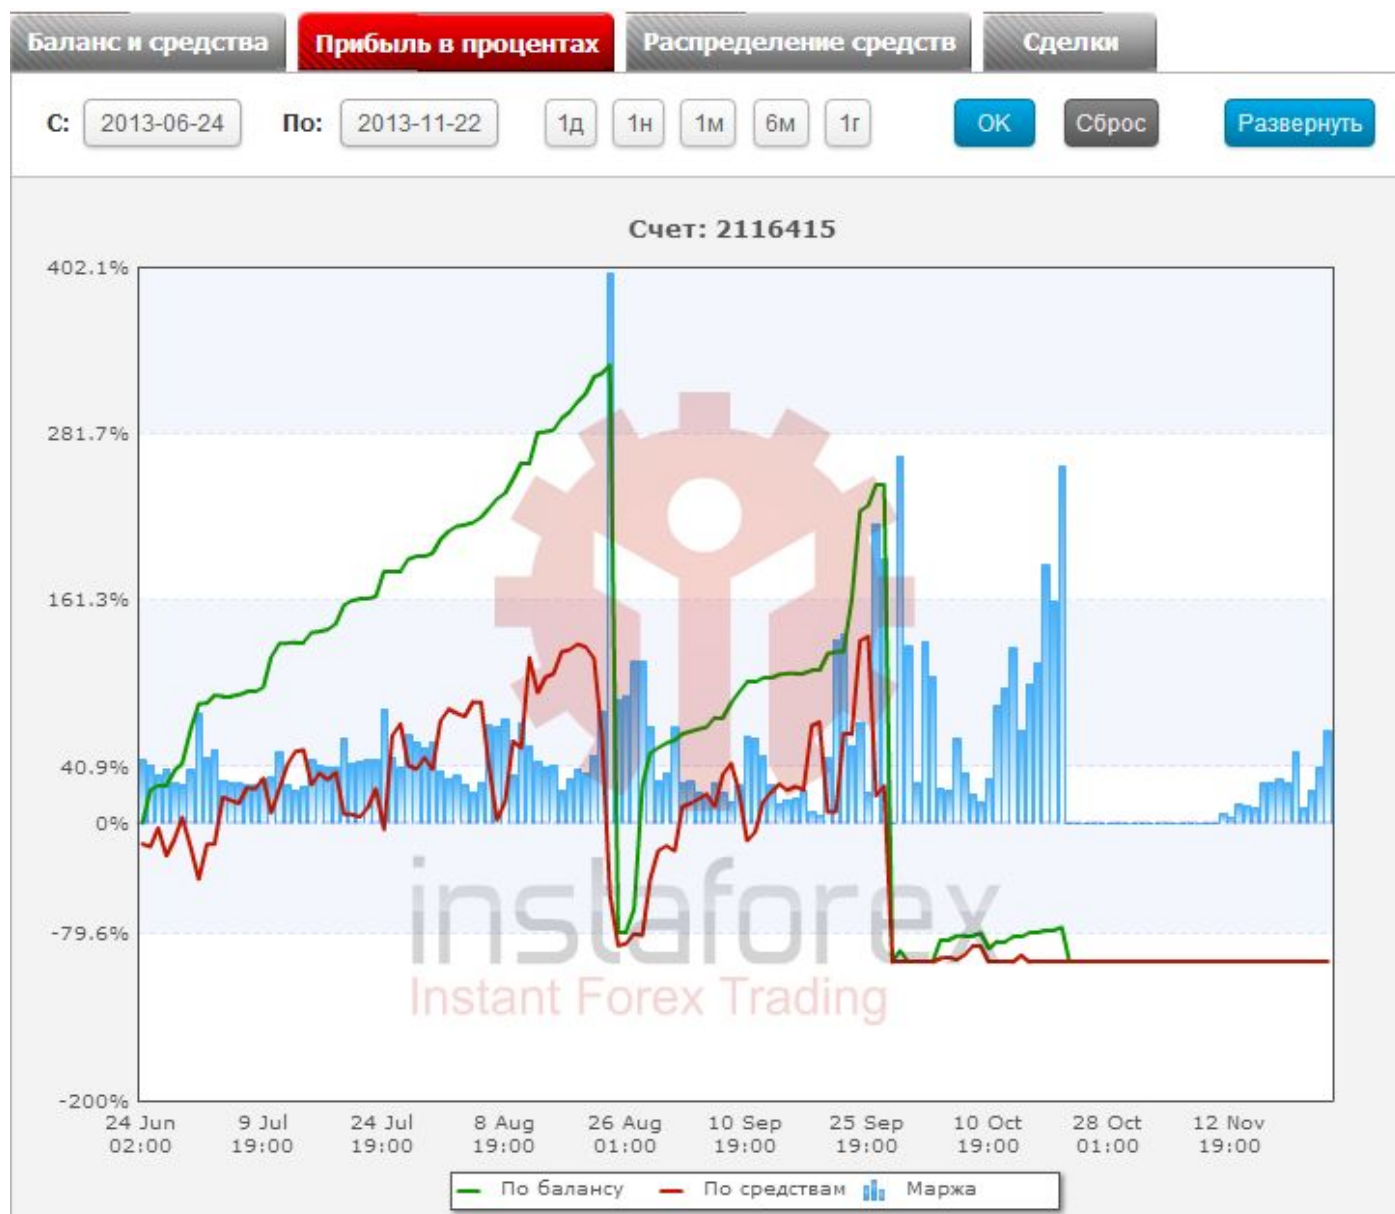 Баланс и средства
Прибыль в процентах
Распределение средств
Сделки
С: 2013-06-24 По: 2013-11-22 1д 1н 1м 6м 1г OK Сброс Развернуть
Счет: 2116415
402.1%
281.7%
161.3%
40.9%
0%
-79.6%
-200%
instaforex
Instant Forex Trading
24 Jun 9 Jul 24 Jul 8 Aug 26 Aug 10 Sep 25 Sep 10 Oct 28 Oct 12 Nov
02:00 19:00 19:00 19:00 01:00 19:00 19:00 19:00 01:00 19:00
По балансу По средствам Маржа